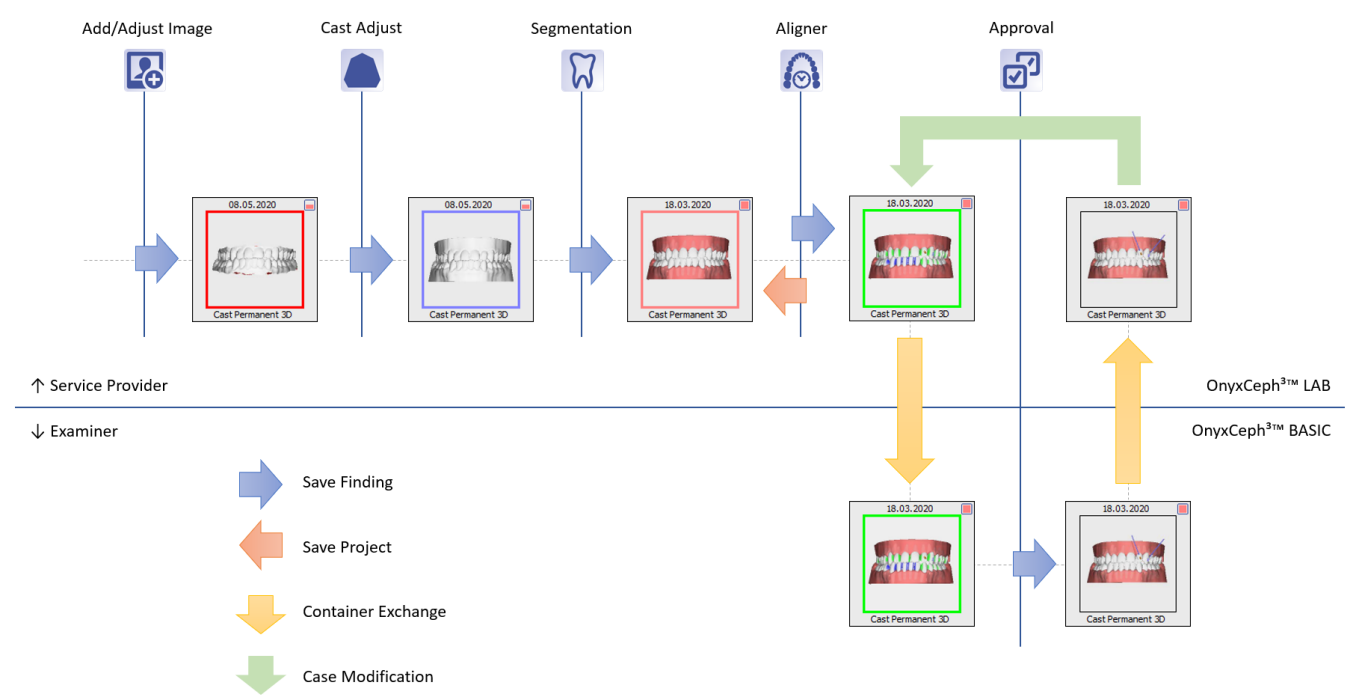 Add/Adjust Image
Cast Adjust
Segmentation
Aligner
Approval
08.05.2020
Cast Permanent 3D
08.05.2020
Cast Permanent 3D
18.03.2020
Cast Permanent 3D
18.03.2020
Cast Permanent 3D
18.03.2020
Cast Permanent 3D
↑ Service Provider
OnyxCeph³™ LAB
↓ Examiner
OnyxCeph³™ BASIC
Save Finding
Save Project
Container Exchange
Case Modification
18.03.2020
Cast Permanent 3D
18.03.2020
Cast Permanent 3D